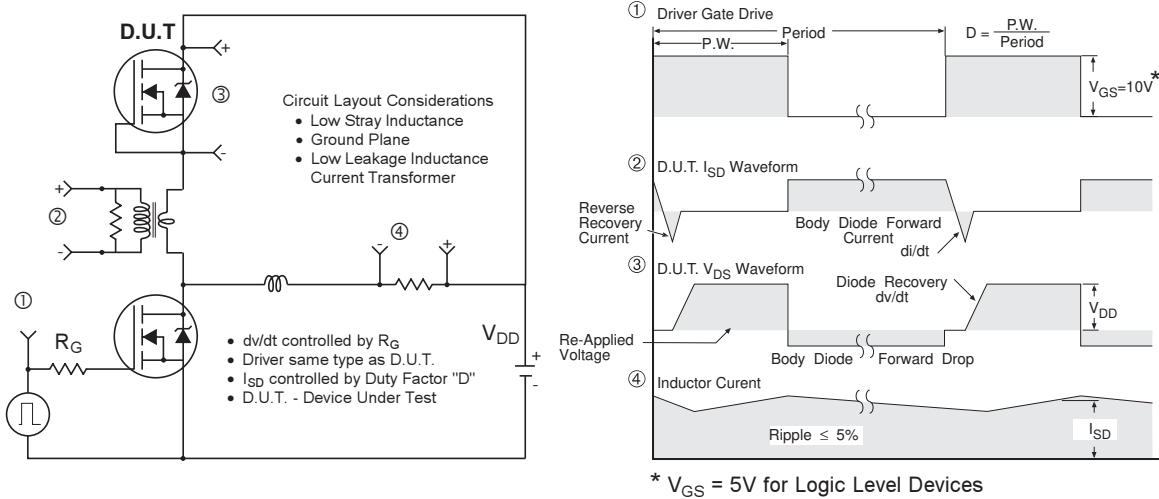 D.U.T
+
③
-
Circuit Layout Considerations
• Low Stray Inductance
• Ground Plane
• Low Leakage Inductance
Current Transformer
+
②
-
④
-
+
①
R_G
• dv/dt controlled by R_G
• Driver same type as D.U.T.
• I_SD controlled by Duty Factor "D"
• D.U.T. - Device Under Test
V_DD
+
-
① Driver Gate Drive
Period
P.W.
D = P.W. / Period
V_GS=10V *
② D.U.T. I_SD Waveform
Reverse
Recovery
Current
Body Diode Forward
Current
di/dt
③ D.U.T. V_DS Waveform
Diode Recovery
dv/dt
V_DD
Re-Applied
Voltage
Body Diode Forward Drop
④ Inductor Curent
Ripple ≤ 5%
I_SD
* V_GS = 5V for Logic Level Devices